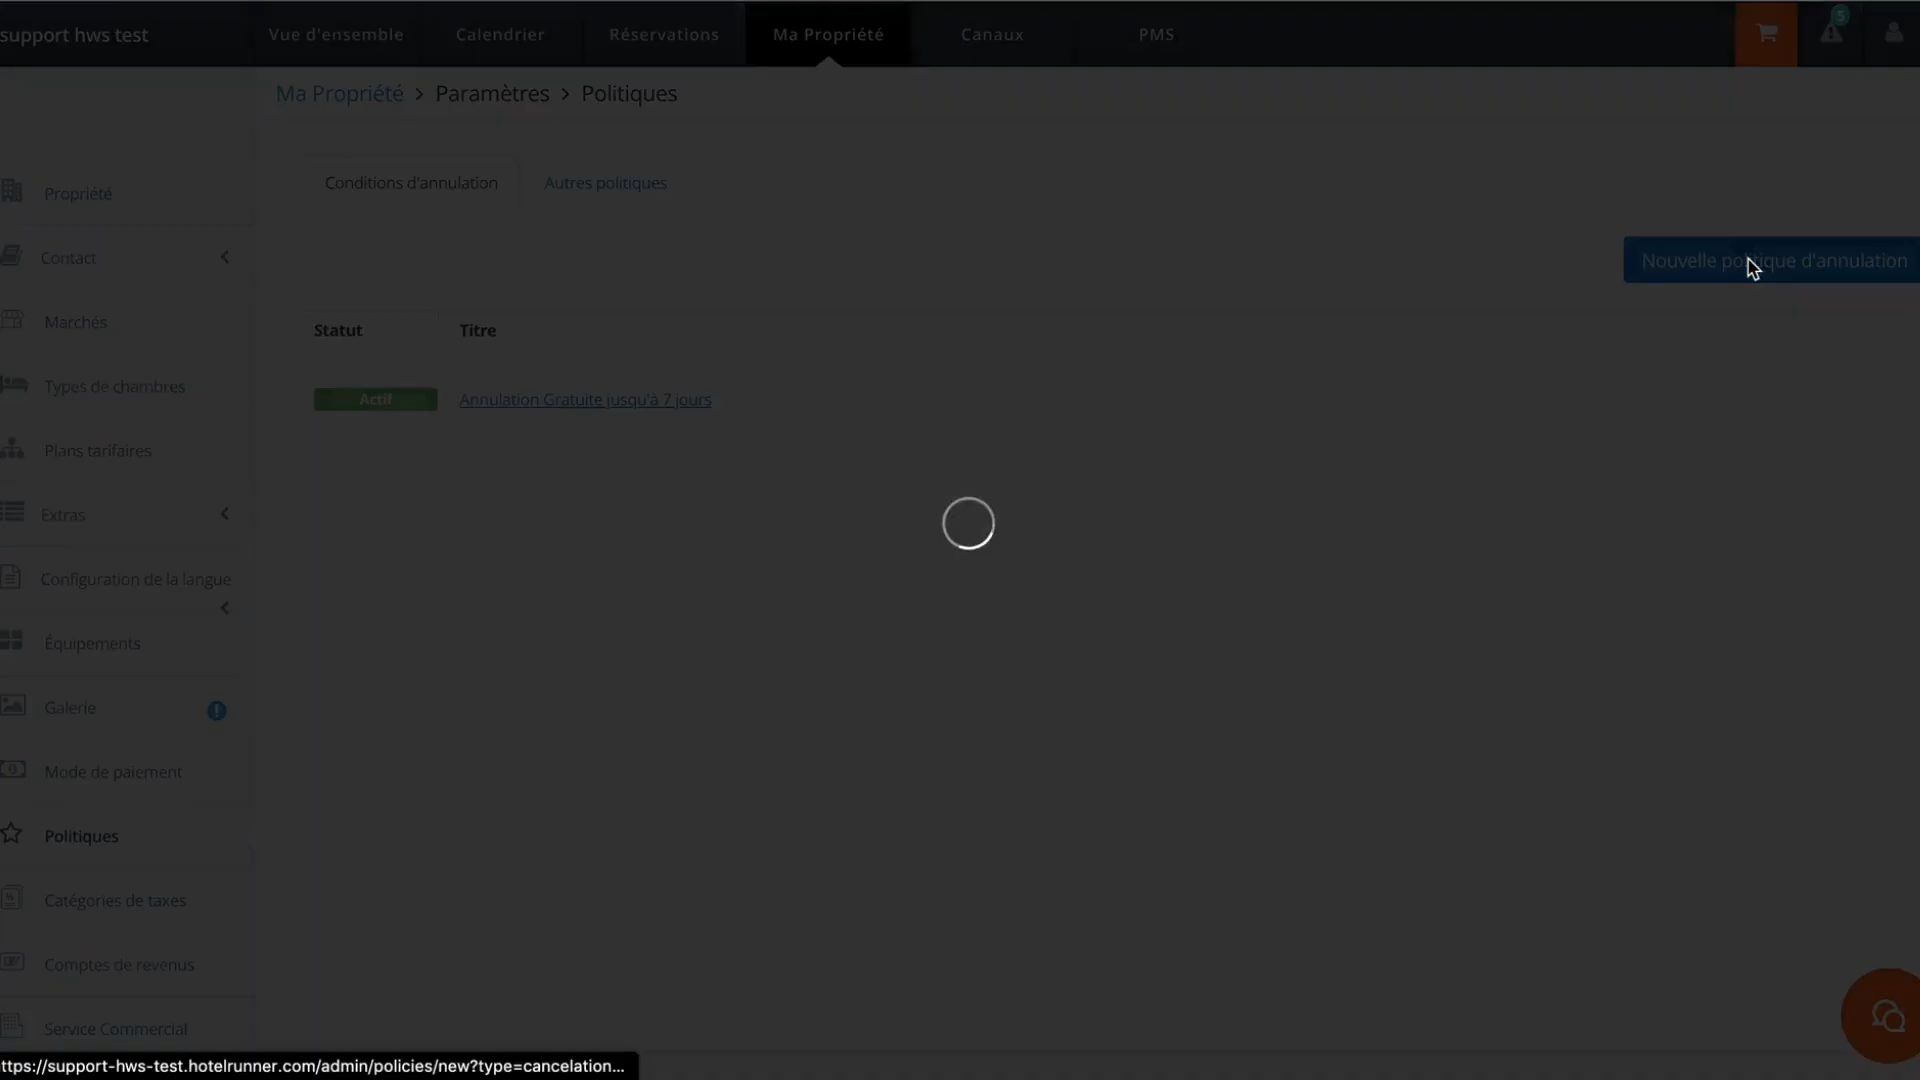 support hws test
Vue d'ensemble
Calendrier
Réservations
Ma Propriété
Canaux
PMS
5
Ma Propriété > Paramètres > Politiques
Conditions d'annulation
Autres politiques
Nouvelle politique d'annulation
Statut
Titre
Actif
Annulation Gratuite jusqu'à 7 jours
Propriété
Contact
Marchés
Types de chambres
Plans tarifaires
Extras
Configuration de la langue
Équipements
Galerie
Mode de paiement
Politiques
Catégories de taxes
Comptes de revenus
Service Commercial
ttps://support-hws-test.hotelrunner.com/admin/policies/new?type=cancelation...